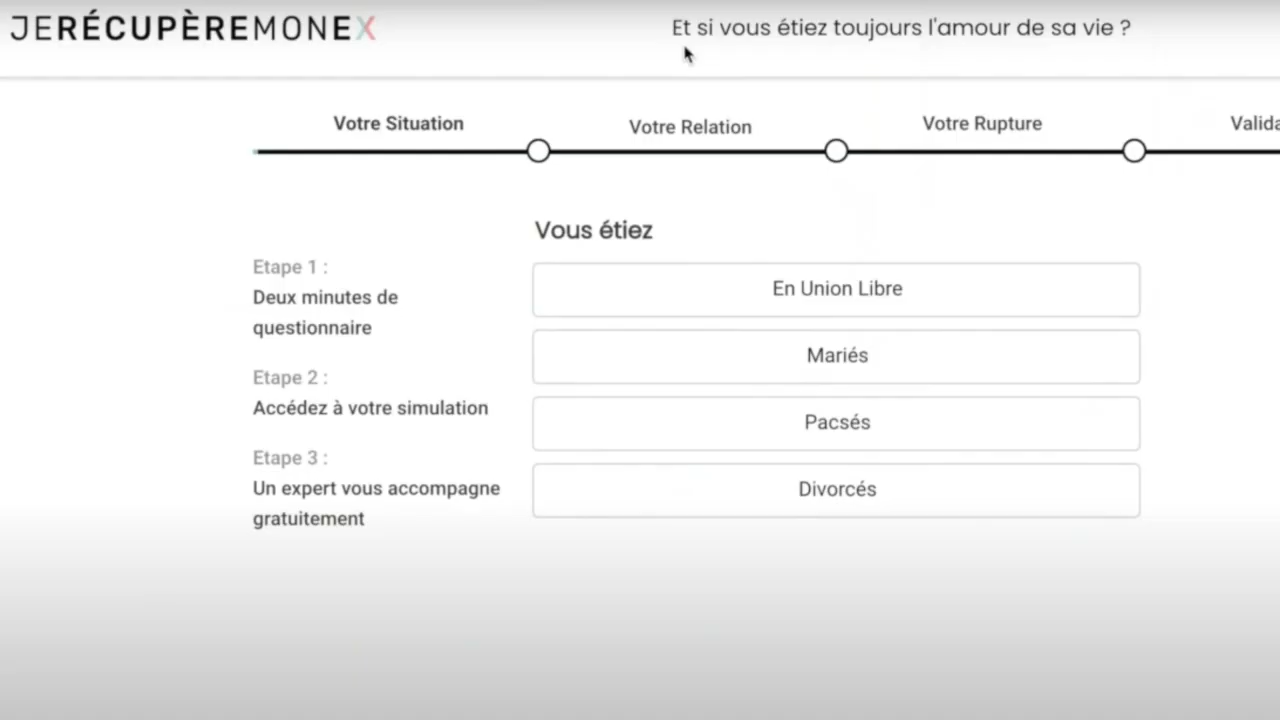 JERÉCUPÈREMONEX
Et si vous étiez toujours l'amour de sa vie ?
Votre Situation
Votre Relation
Votre Rupture
Valida
Vous étiez
Etape 1 :
Deux minutes de
questionnaire
Etape 2 :
Accédez à votre simulation
Etape 3 :
Un expert vous accompagne
gratuitement
En Union Libre
Mariés
Pacsés
Divorcés